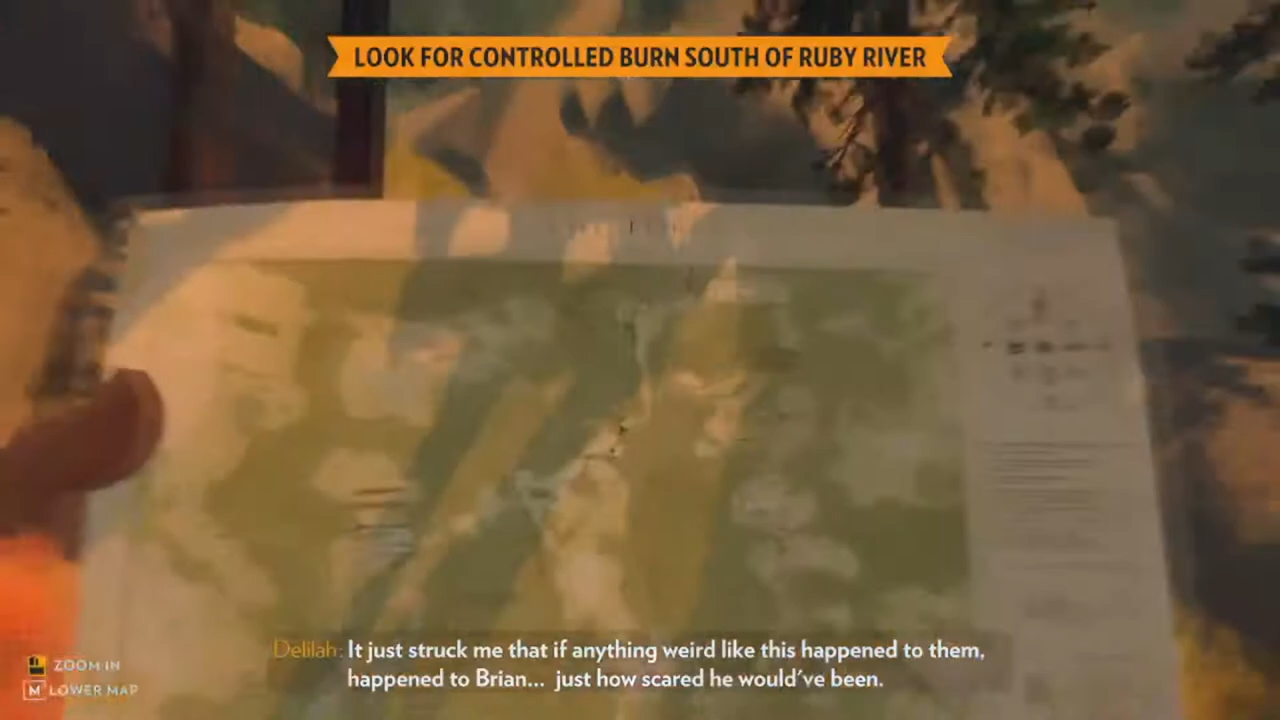 LOOK FOR CONTROLLED BURN SOUTH OF RUBY RIVER
Delilah: It just struck me that if anything weird like this happened to them,
happened to Brian... just how scared he would've been.
ZOOM IN
M LOWER MAP